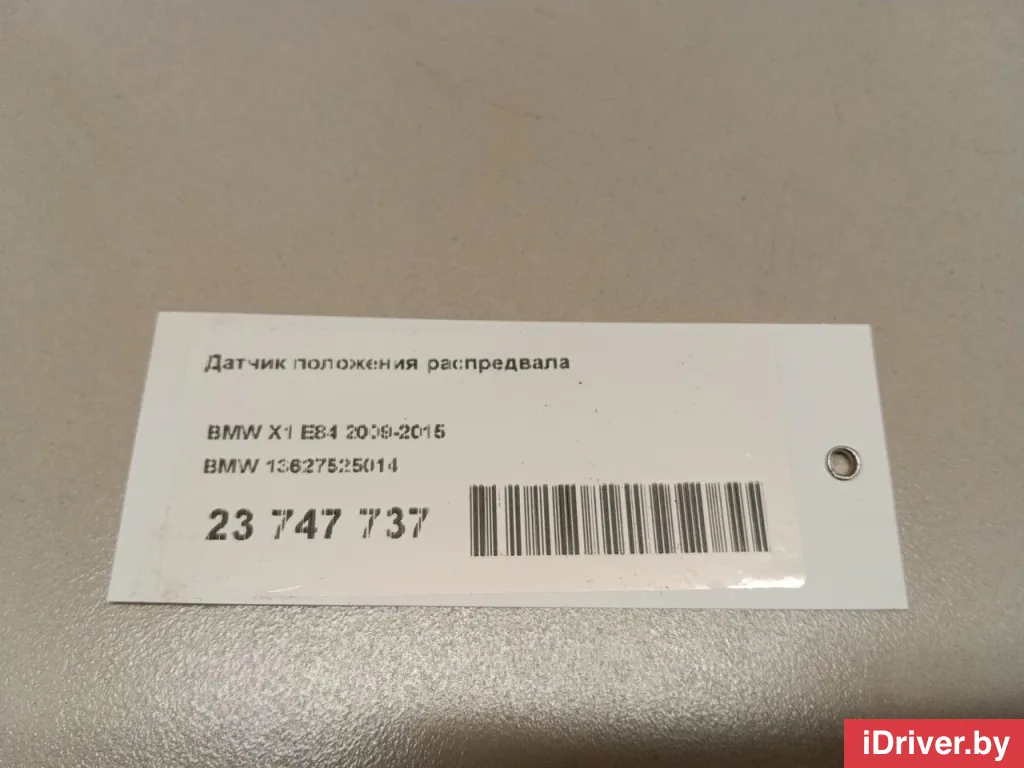 Датчик положения распредвала
BMW X1 E84 2009-2015
BMW 13627525014
23 747 737
iDriver.by